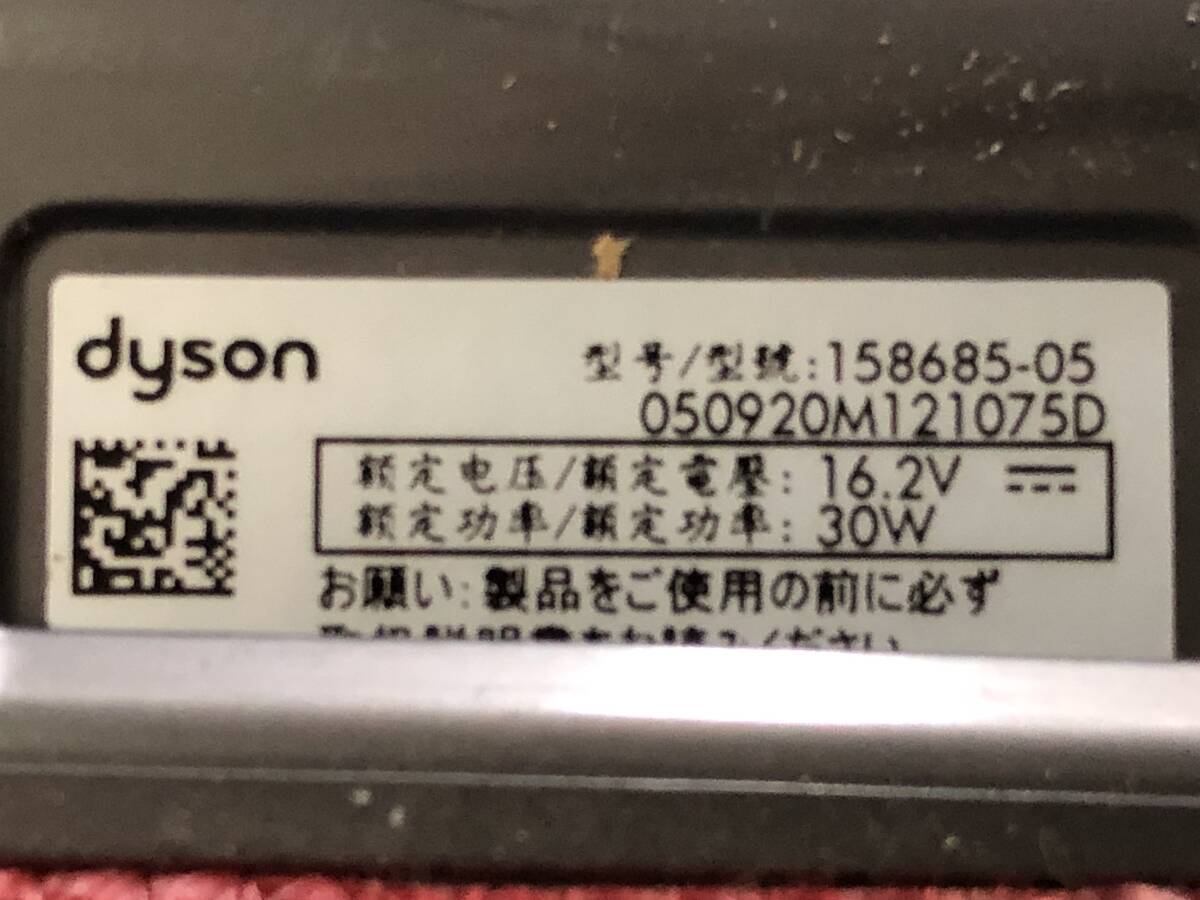 dyson
型号/型號:158685-05
050920M121075D
额定电压/額定電壓: 16.2V
额定功率/額定功率: 30W
お願い: 製品をご使用の前に必ず